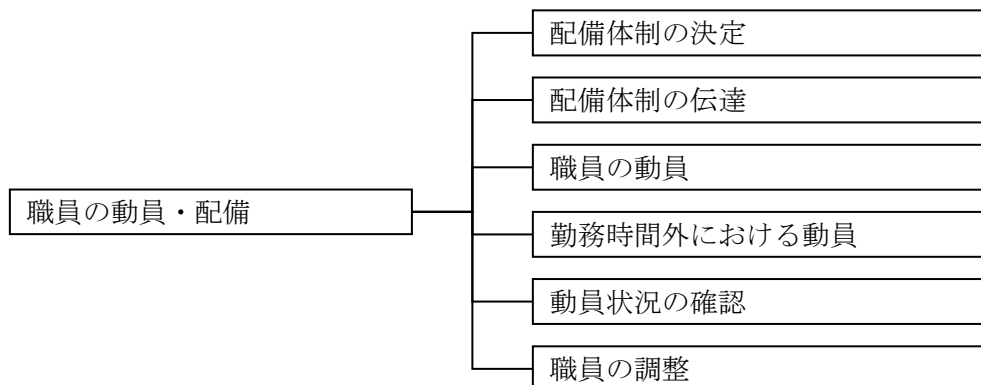 配備体制の決定
配備体制の伝達
職員の動員
職員の動員・配備
勤務時間外における動員
動員状況の確認
職員の調整